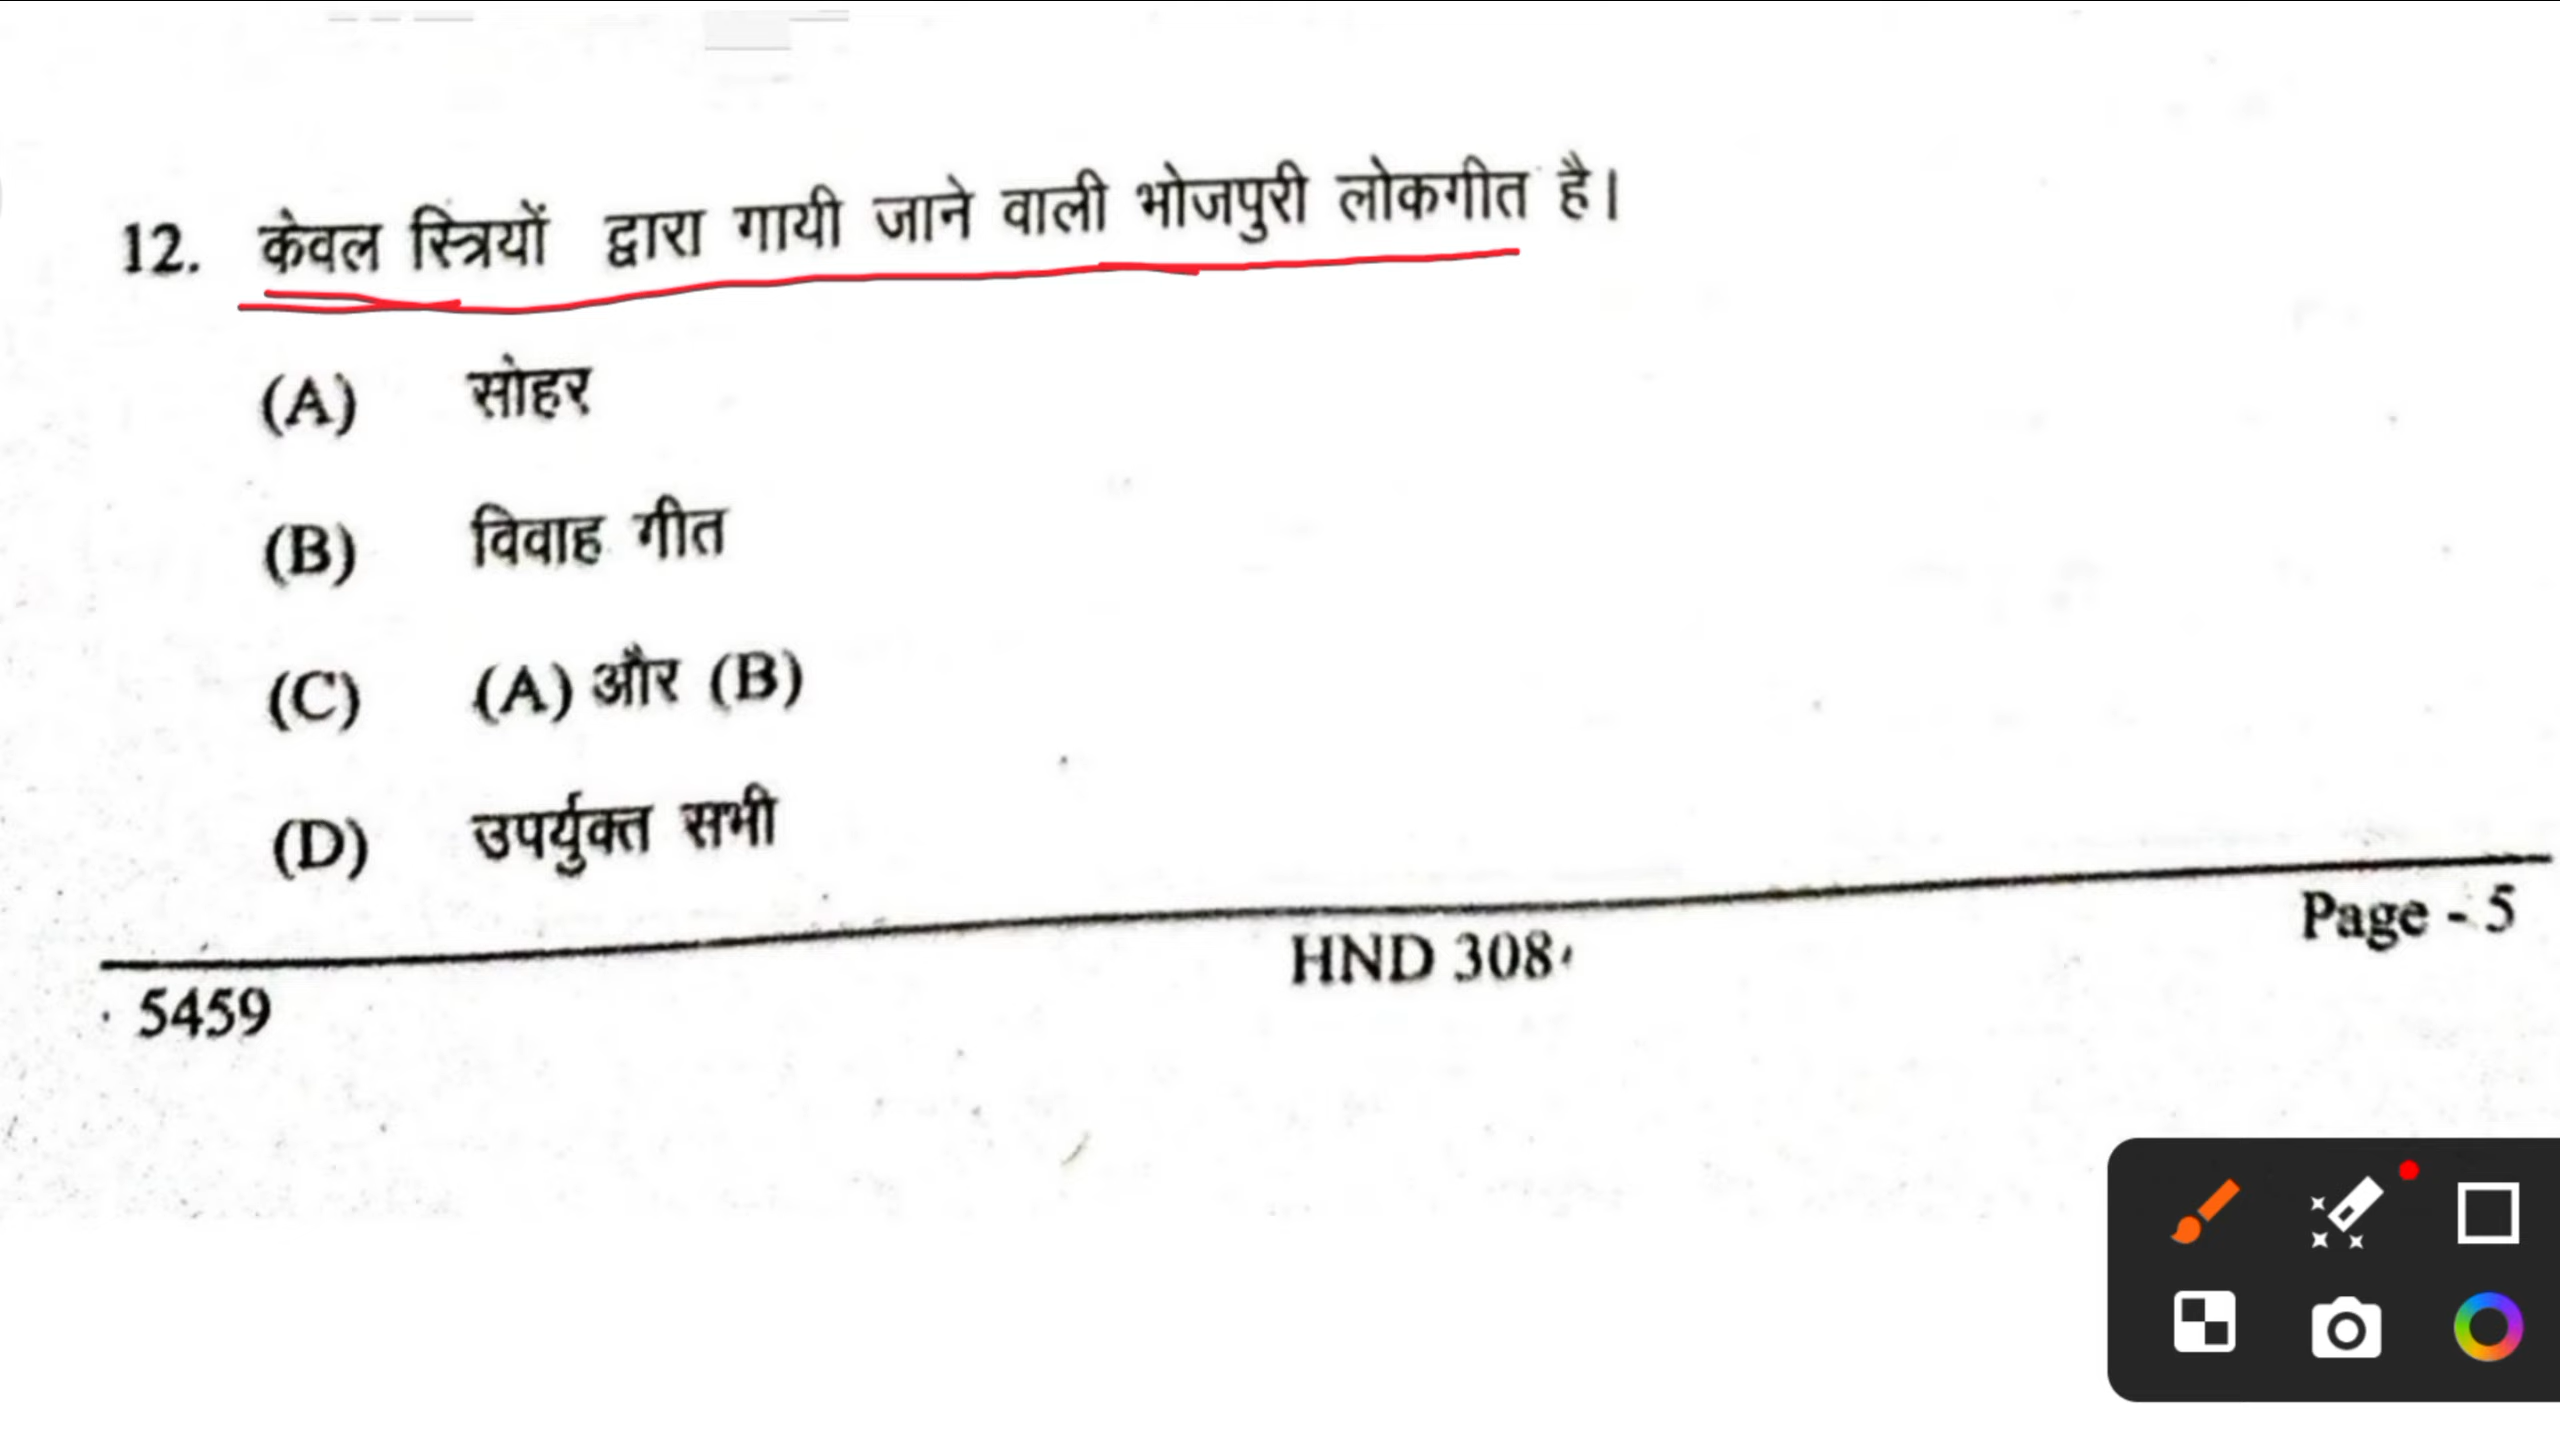 12. केवल स्त्रियों द्वारा गायी जाने वाली भोजपुरी लोकगीत है।
(A) सोहर
(B) विवाह गीत
(C) (A) और (B)
(D) उपर्युक्त सभी
5459 HND 308 Page - 5